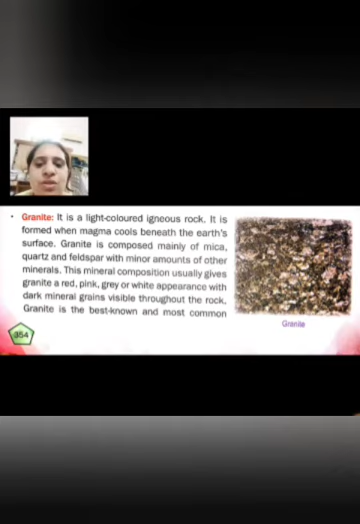 • Granite: It is a light-coloured igneous rock. It is
formed when magma cools beneath the earth's
surface. Granite is composed mainly of mica,
quartz and feldspar with minor amounts of other
minerals. This mineral composition usually gives
granite a red, pink, grey or white appearance with
dark mineral grains visible throughout the rock.
Granite is the best-known and most common
Granite
354